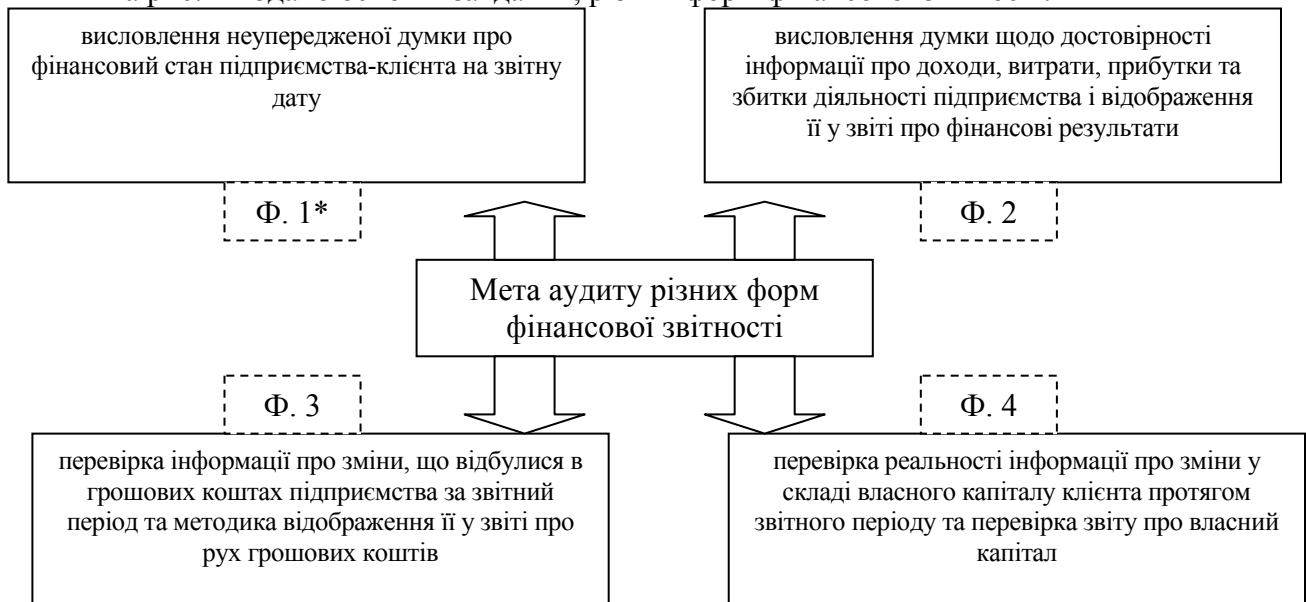 висловлення неупередженої думки про
фінансовий стан підприємства-клієнта на звітну
дату
висловлення думки щодо достовірності
інформації про доходи, витрати, прибутки та
збитки діяльності підприємства і відображення
її у звіті про фінансові результати
Ф. 1*
Ф. 2
Мета аудиту різних форм
фінансової звітності
Ф. 3
Ф. 4
перевірка інформації про зміни, що відбулися в
грошових коштах підприємства за звітний
період та методика відображення її у звіті про
рух грошових коштів
перевірка реальності інформації про зміни у
складі власного капіталу клієнта протягом
звітного періоду та перевірка звіту про власний
капітал